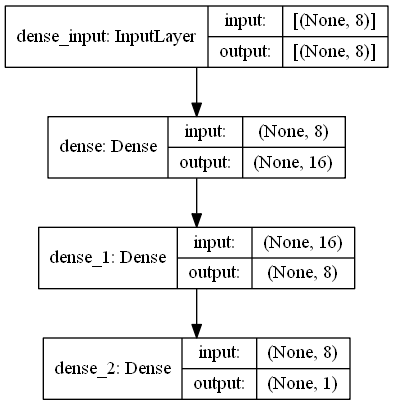 dense_input: InputLayer
input: [(None, 8)]
output: [(None, 8)]
dense: Dense
input: (None, 8)
output: (None, 16)
dense_1: Dense
input: (None, 16)
output: (None, 8)
dense_2: Dense
input: (None, 8)
output: (None, 1)